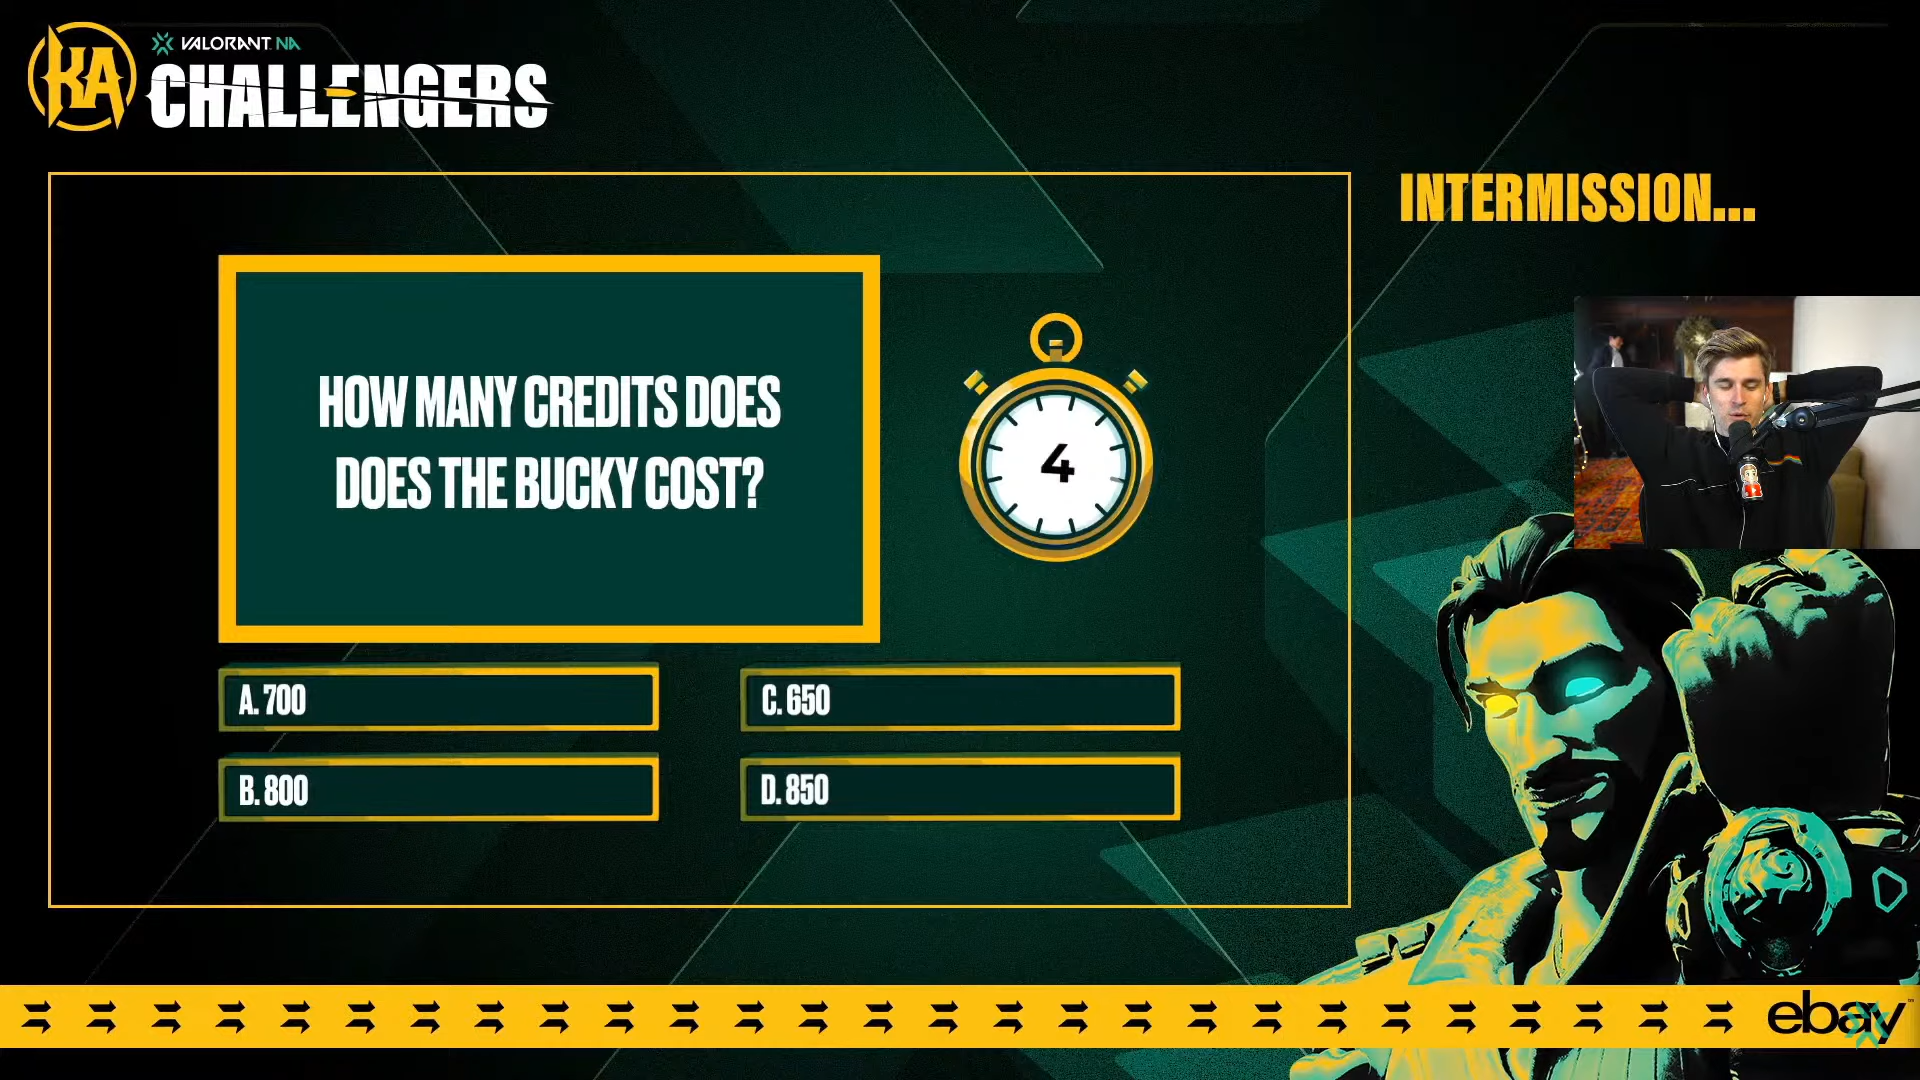 KA
VALORANT NA
CHALLENGERS
INTERMISSION...
HOW MANY CREDITS DOES
DOES THE BUCKY COST?
4
A. 700
C. 650
B. 800
D. 850
ebay